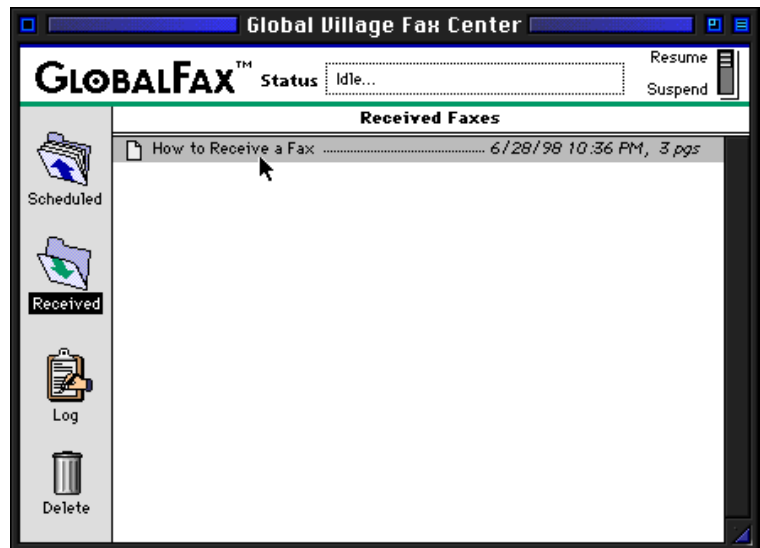 Global Village Fax Center
GLOBALFAX™ Status Idle... Resume
Suspend
Received Faxes
How to Receive a Fax 6/28/98 10:36 PM, 3 pgs
Scheduled
Received
Log
Delete